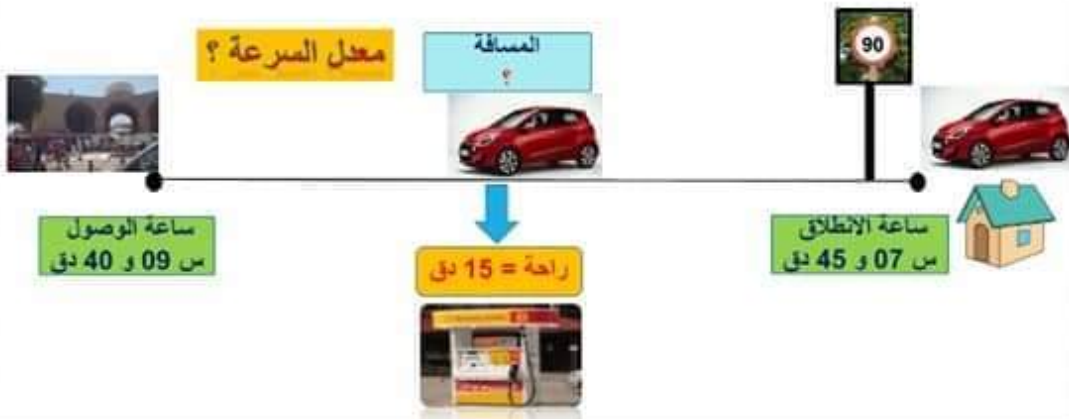 معدل السرعة ؟
المسافة
؟
90
ساعة الوصول
س 09 و 40 دق
ساعة الانطلاق
س 07 و 45 دق
راحة = 15 دق